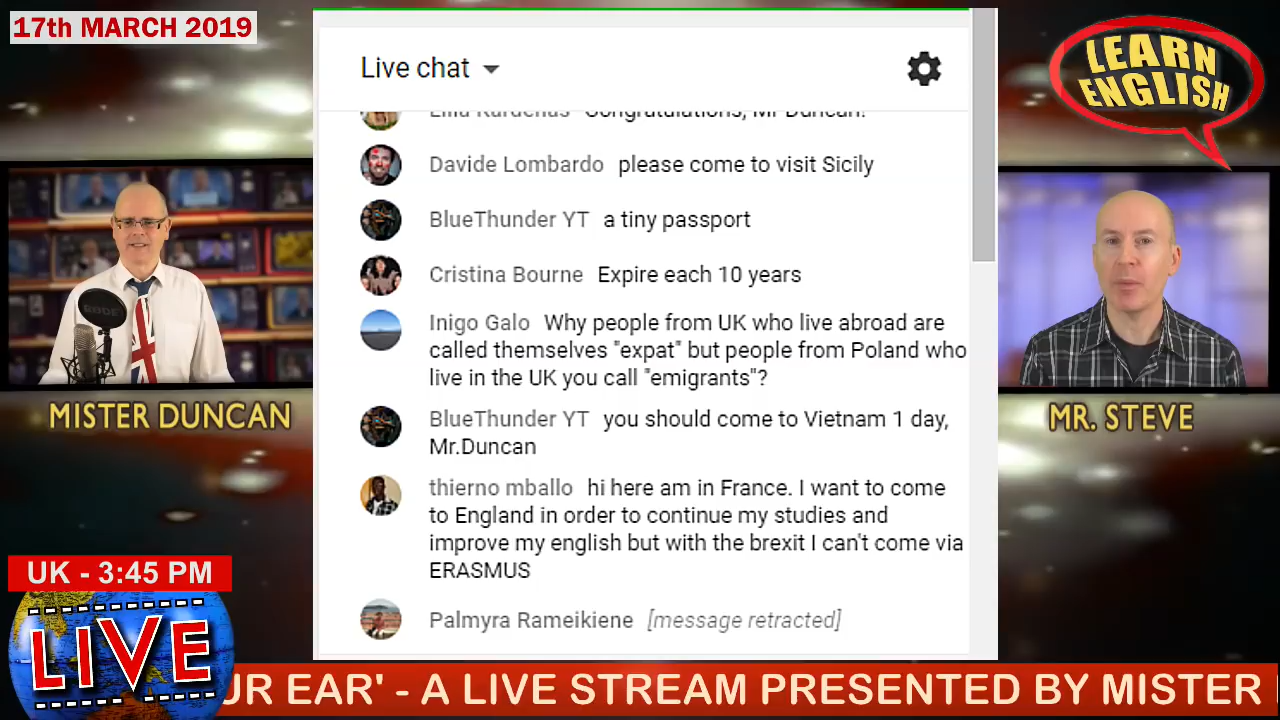 17th MARCH 2019
LEARN
ENGLISH
Live chat
Congratulations, Mr Duncan!
Davide Lombardo please come to visit Sicily
BlueThunder YT a tiny passport
Cristina Bourne Expire each 10 years
Inigo Galo Why people from UK who live abroad are
called themselves "expat" but people from Poland who
live in the UK you call "emigrants"?
BlueThunder YT you should come to Vietnam 1 day,
Mr.Duncan
thierno mballo hi here am in France. I want to come
to England in order to continue my studies and
improve my english but with the brexit I can't come via
ERASMUS
Palmyra Rameikiene [message retracted]
RODE
MISTER DUNCAN
MR. STEVE
UK - 3:45 PM
LIVE
UR EAR' - A LIVE STREAM PRESENTED BY MISTER